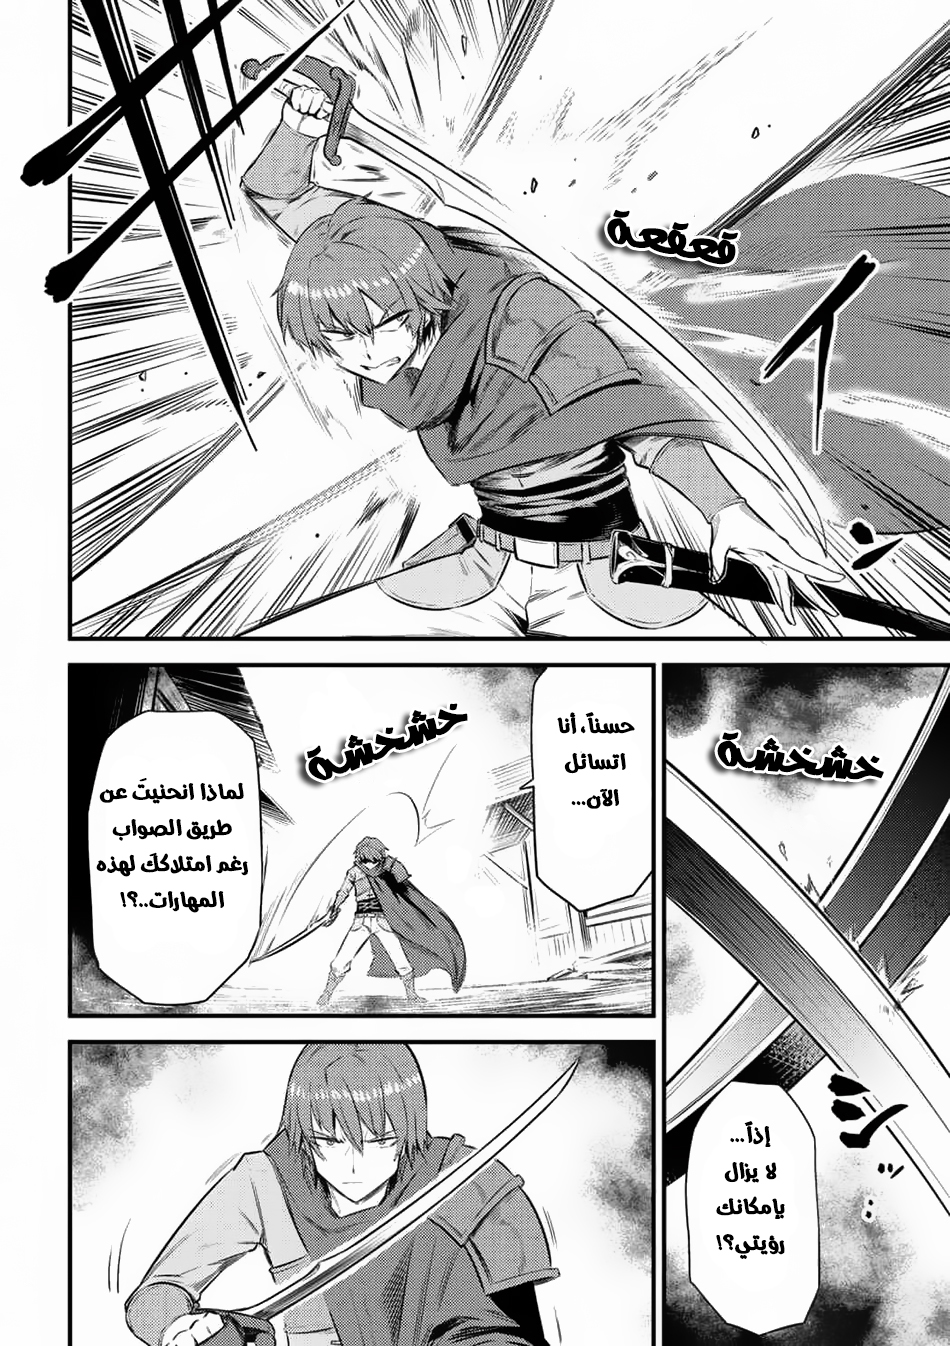 قعقعة
خشخشة
إذاً...
لا يزال
بإمكانك
رؤيتي؟!
حسناً، أنا
اتسائل
الآن...
خشخشة
لماذا انحنيتَ عن
طريق الصواب
رغم امتلاككَ لهذه
المهارات..؟!